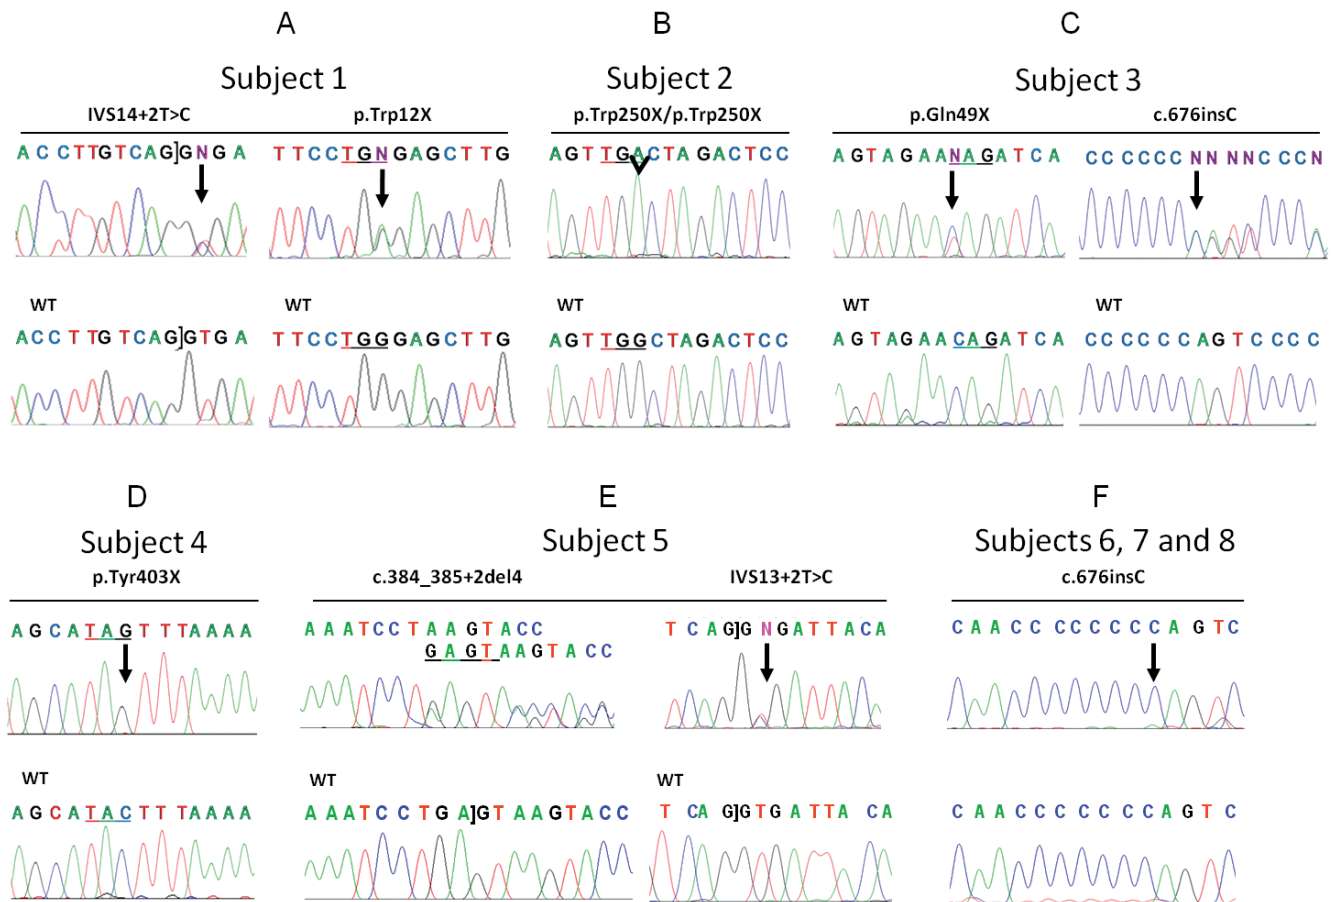 A
B
C
Subject 1
Subject 2
Subject 3
IVS14+2T>C
p.Trp12X
p.Trp250X/p.Trp250X
p.Gln49X
c.676insC
A C C T T G T C A G]G N G A
T T C C T G N G A G C T T G
A G T T G A C T A G A C T C C
A G T A G A A N A G A T C A
C C C C C C N N N N C C C N
WT
WT
WT
WT
WT
A C C T T G T C A G]G T G A
T T C C T G G G A G C T T G
A G T T G G C T A G A C T C C
A G T A G A A C A G A T C A
C C C C C C A G T C C C C
D
E
F
Subject 4
Subject 5
Subjects 6, 7 and 8
p.Tyr403X
c.384_385+2del4
IVS13+2T>C
c.676insC
A G C A T A G T T T A A A A
A A A T C C T A A G T A C C
G A G T A A G T A C C
T C A G]G N G A T T A C A
C A A C C C C C C C C A G T C
WT
WT
WT
A G C A T A C T T T A A A A
A A A T C C T G A]G T A A G T A C C
T C A G]G T G A T T A C A
C A A C C C C C C C A G T C